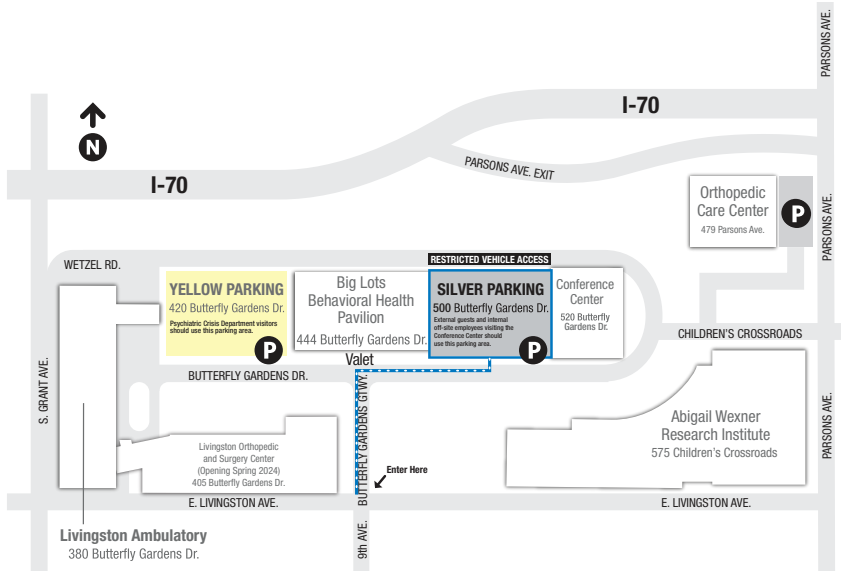 PARSONS AVE.
I-70
N
PARSONS AVE. EXIT
I-70
Orthopedic
Care Center
479 Parsons Ave.
P
PARSONS AVE.
RESTRICTED VEHICLE ACCESS
WETZEL RD.
YELLOW PARKING
420 Butterfly Gardens Dr.
Psychiatric Crisis Department visitors
should use this parking area.
P
Big Lots
Behavioral Health
Pavilion
444 Butterfly Gardens Dr.
Valet
SILVER PARKING
500 Butterfly Gardens Dr.
External guests and internal
off-site employees visiting the
Conference Center should
use this parking area.
P
Conference
Center
520 Butterfly
Gardens Dr.
CHILDREN'S CROSSROADS
S. GRANT AVE.
BUTTERFLY GARDENS DR.
BUTTERFLY GARDENS GTWY.
Enter Here
Livingston Orthopedic
and Surgery Center
(Opening Spring 2024)
405 Butterfly Gardens Dr.
Abigail Wexner
Research Institute
575 Children's Crossroads
PARSONS AVE.
E. LIVINGSTON AVE.
E. LIVINGSTON AVE.
9th AVE.
Livingston Ambulatory
380 Butterfly Gardens Dr.